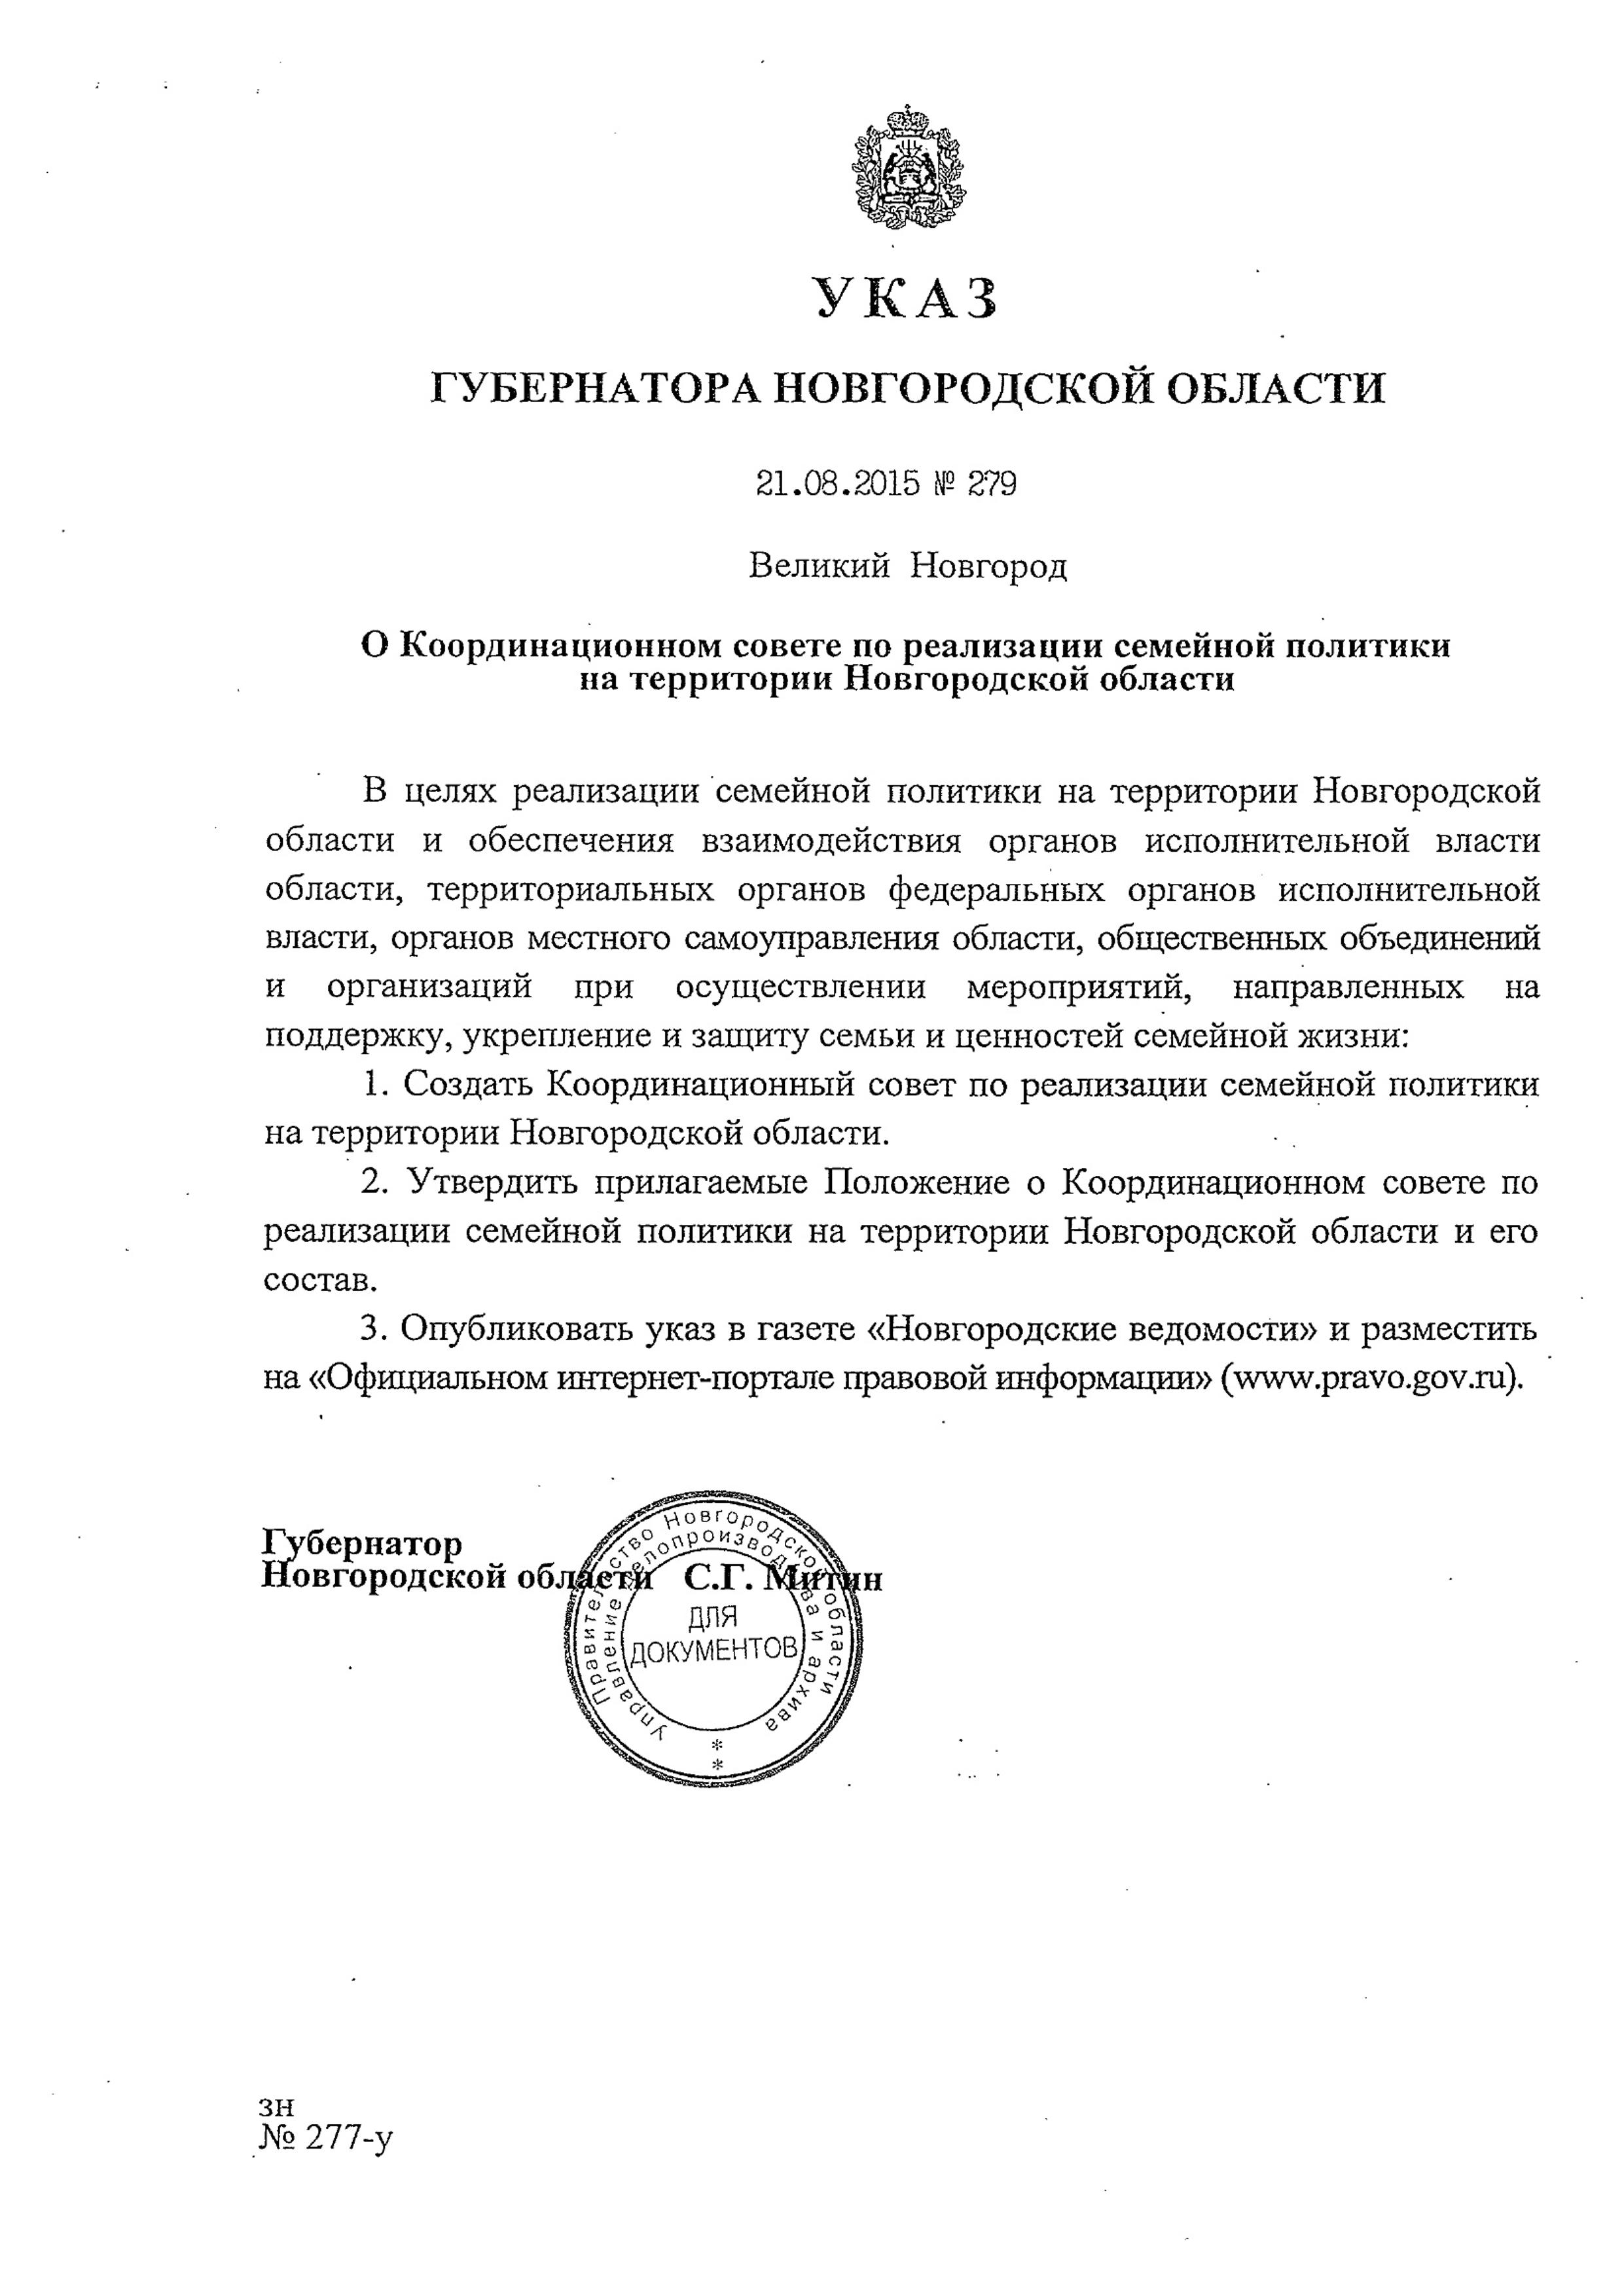 УКАЗ
ГУБЕРНАТОРА НОВГОРОДСКОЙ ОБЛАСТИ
21.08.2015 № 279
Великий Новгород
О Координационном совете по реализации семейной политики
на территории Новгородской области
В целях реализации семейной политики на территории Новгородской
области и обеспечения взаимодействия органов исполнительной власти
области, территориальных органов федеральных органов исполнительной
власти, органов местного самоуправления области, общественных объединений
и организаций при осуществлении мероприятий, направленных на
поддержку, укрепление и защиту семьи и ценностей семейной жизни:
1. Создать Координационный совет по реализации семейной политики
на территории Новгородской области.
2. Утвердить прилагаемые Положение о Координационном совете по
реализации семейной политики на территории Новгородской области и его
состав.
3. Опубликовать указ в газете «Новгородские ведомости» и разместить
на «Официальном интернет-портале правовой информации» (www.pravo.gov.ru).
Губернатор
Новгородской области С.Г. Митин
Правительство Новгородской области
Управление делопроизводства и архива
ДЛЯ
ДОКУМЕНТОВ
*
*
зн
№ 277-у